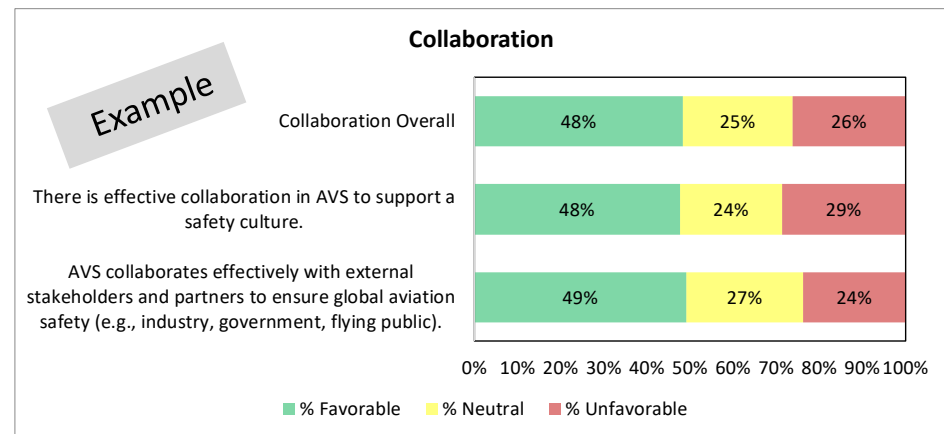 Collaboration
Example
Collaboration Overall
48% 25% 26%
There is effective collaboration in AVS to support a
safety culture.
48% 24% 29%
AVS collaborates effectively with external
stakeholders and partners to ensure global aviation
safety (e.g., industry, government, flying public).
49% 27% 24%
0% 10% 20% 30% 40% 50% 60% 70% 80% 90% 100%
% Favorable % Neutral % Unfavorable